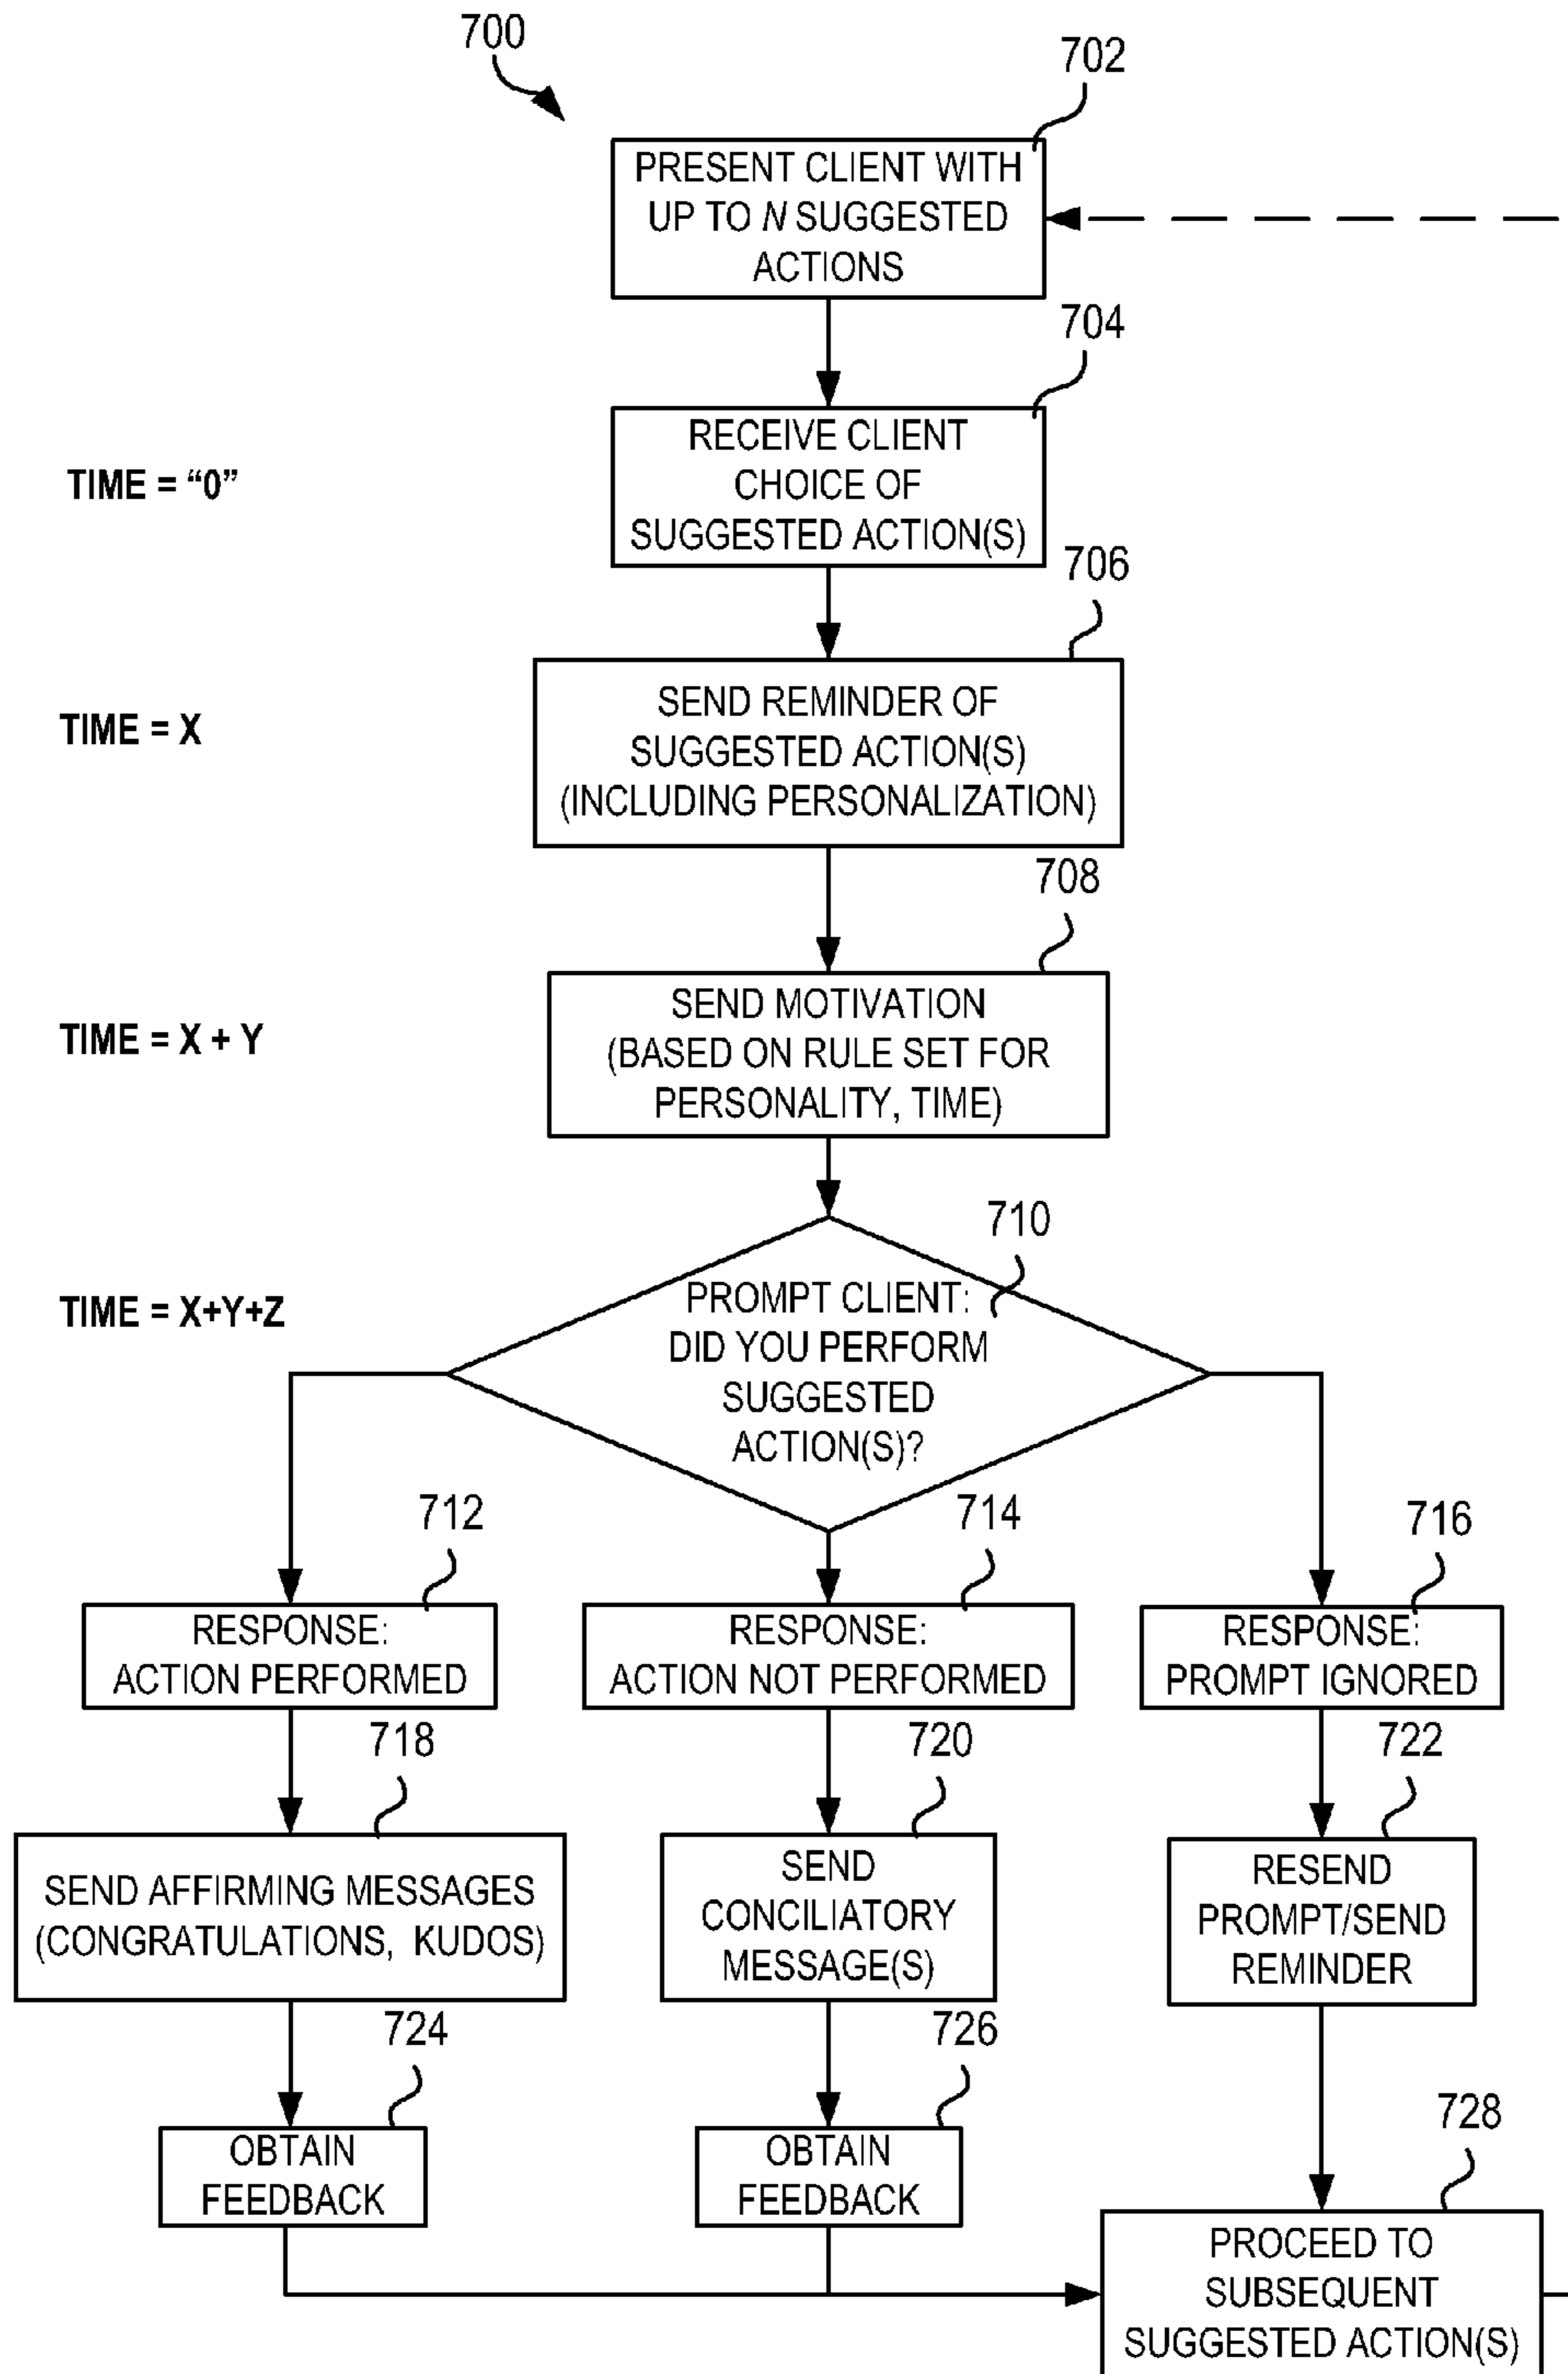 700
702
PRESENT CLIENT WITH
UP TO N SUGGESTED
ACTIONS
704
TIME = “0”
RECEIVE CLIENT
CHOICE OF
SUGGESTED ACTION(S)
706
TIME = X
SEND REMINDER OF
SUGGESTED ACTION(S)
(INCLUDING PERSONALIZATION)
708
TIME = X + Y
SEND MOTIVATION
(BASED ON RULE SET FOR
PERSONALITY, TIME)
710
TIME = X+Y+Z
PROMPT CLIENT:
DID YOU PERFORM
SUGGESTED
ACTION(S)?
712
RESPONSE:
ACTION PERFORMED
714
RESPONSE:
ACTION NOT PERFORMED
716
RESPONSE:
PROMPT IGNORED
718
SEND AFFIRMING MESSAGES
(CONGRATULATIONS, KUDOS)
720
SEND
CONCILIATORY
MESSAGE(S)
722
RESEND
PROMPT/SEND
REMINDER
724
OBTAIN
FEEDBACK
726
OBTAIN
FEEDBACK
728
PROCEED TO
SUBSEQUENT
SUGGESTED ACTION(S)